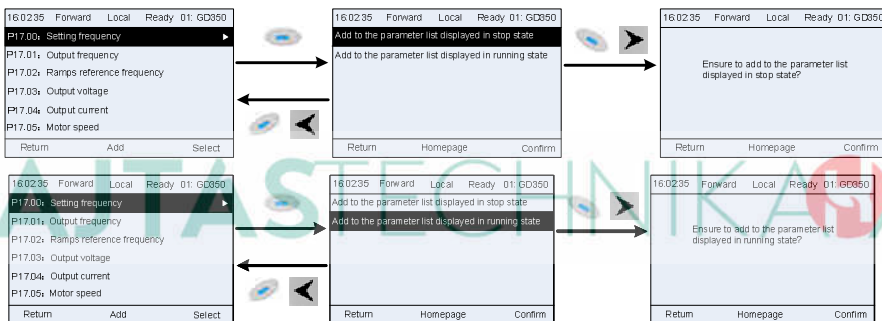 16:02:35 Forward Local Ready 01: GD350
P17.00: Setting frequency
P17.01: Output frequency
P17.02: Ramps reference frequency
P17.03: Output voltage
P17.04: Output current
P17.05: Motor speed
Return Add Select
16:02:35 Forward Local Ready 01: GD350
Add to the parameter list displayed in stop state
Add to the parameter list displayed in running state
Return Homepage Confirm
16:02:35 Forward Local Ready 01: GD350
Ensure to add to the parameter list
displayed in stop state?
Return Homepage Confirm
16:02:35 Forward Local Ready 01: GD350
P17.00: Setting frequency
P17.01: Output frequency
P17.02: Ramps reference frequency
P17.03: Output voltage
P17.04: Output current
P17.05: Motor speed
Return Add Select
16:02:35 Forward Local Ready 01: GD350
Add to the parameter list displayed in stop state
Add to the parameter list displayed in running state
Return Homepage Confirm
16:02:35 Forward Local Ready 01: GD350
Ensure to add to the parameter list
displayed in running state?
Return Homepage Confirm
AJTASTECHNIKA